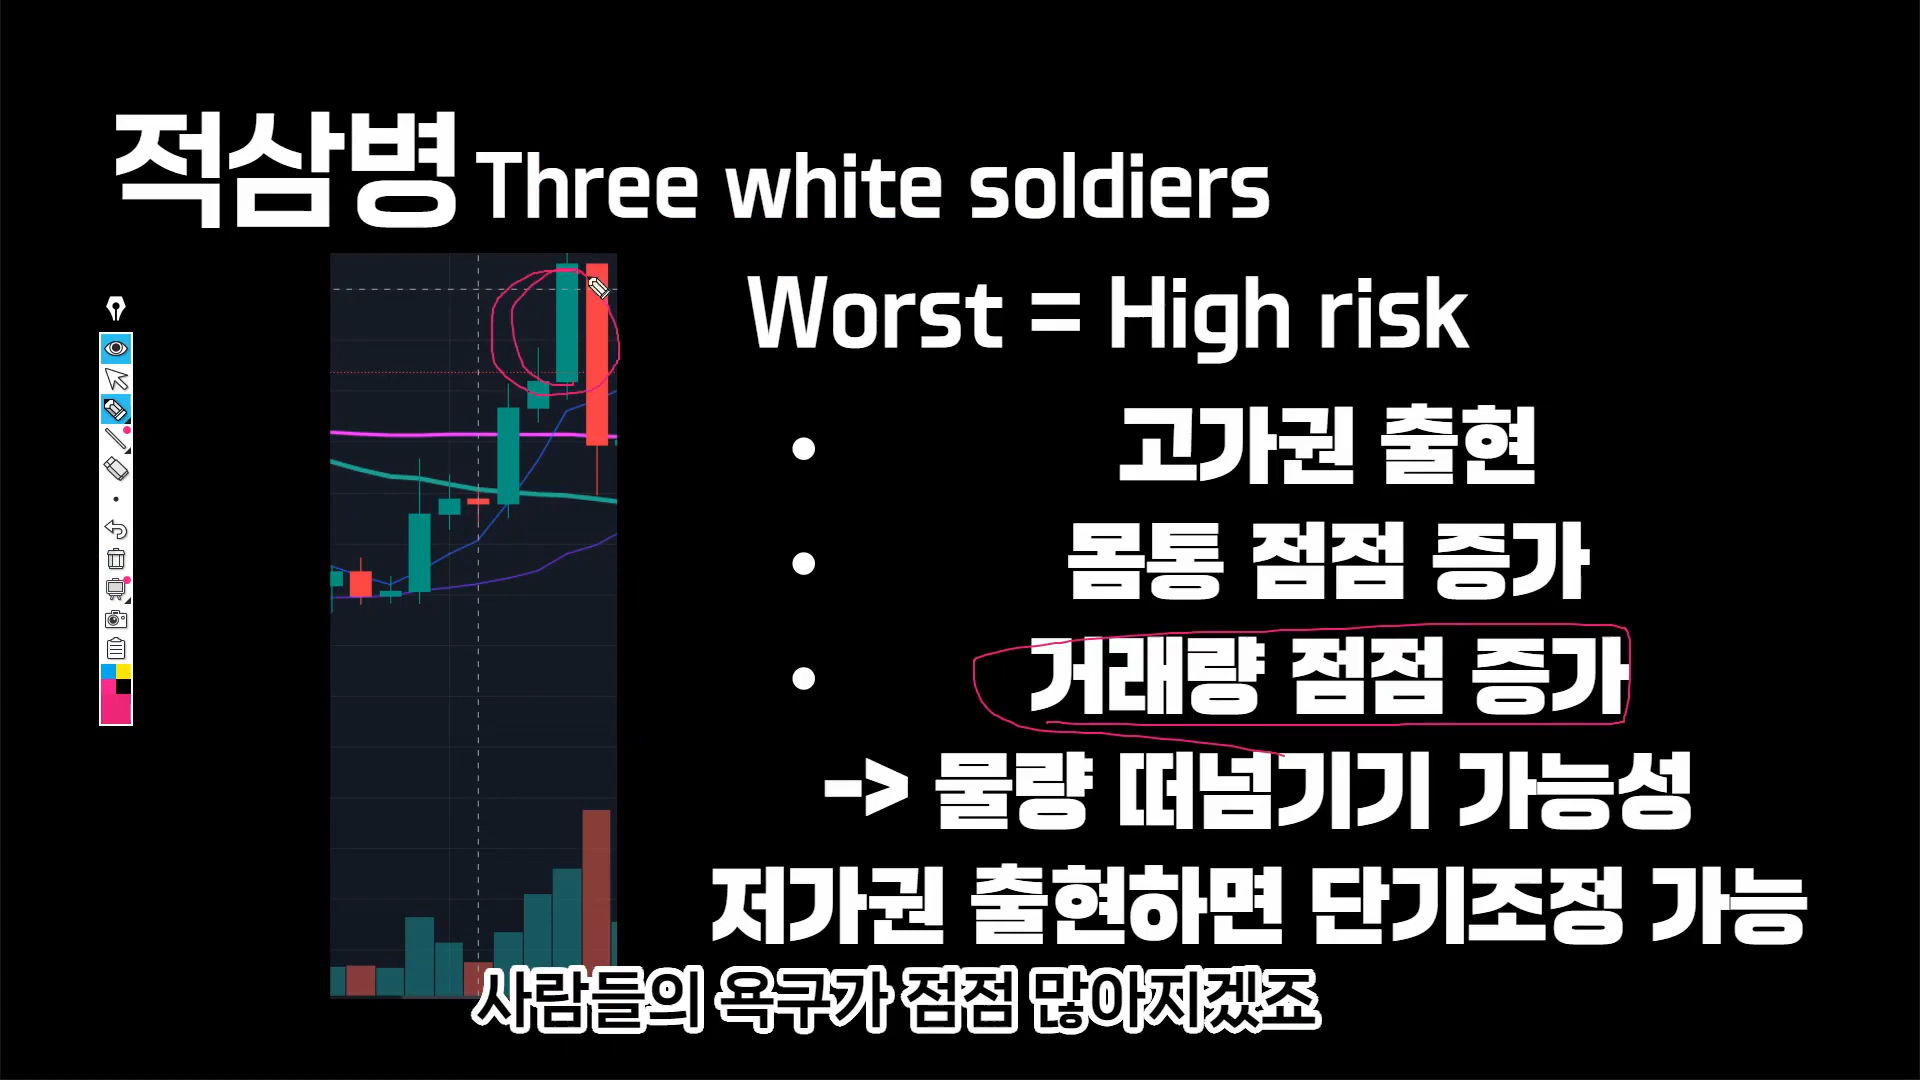 적삼병 Three white soldiers
Worst = High risk
• 고가권 출현
• 몸통 점점 증가
• 거래량 점점 증가
-> 물량 떠넘기기 가능성
저가권 출현하면 단기조정 가능
사람들의 욕구가 점점 많아지겠죠